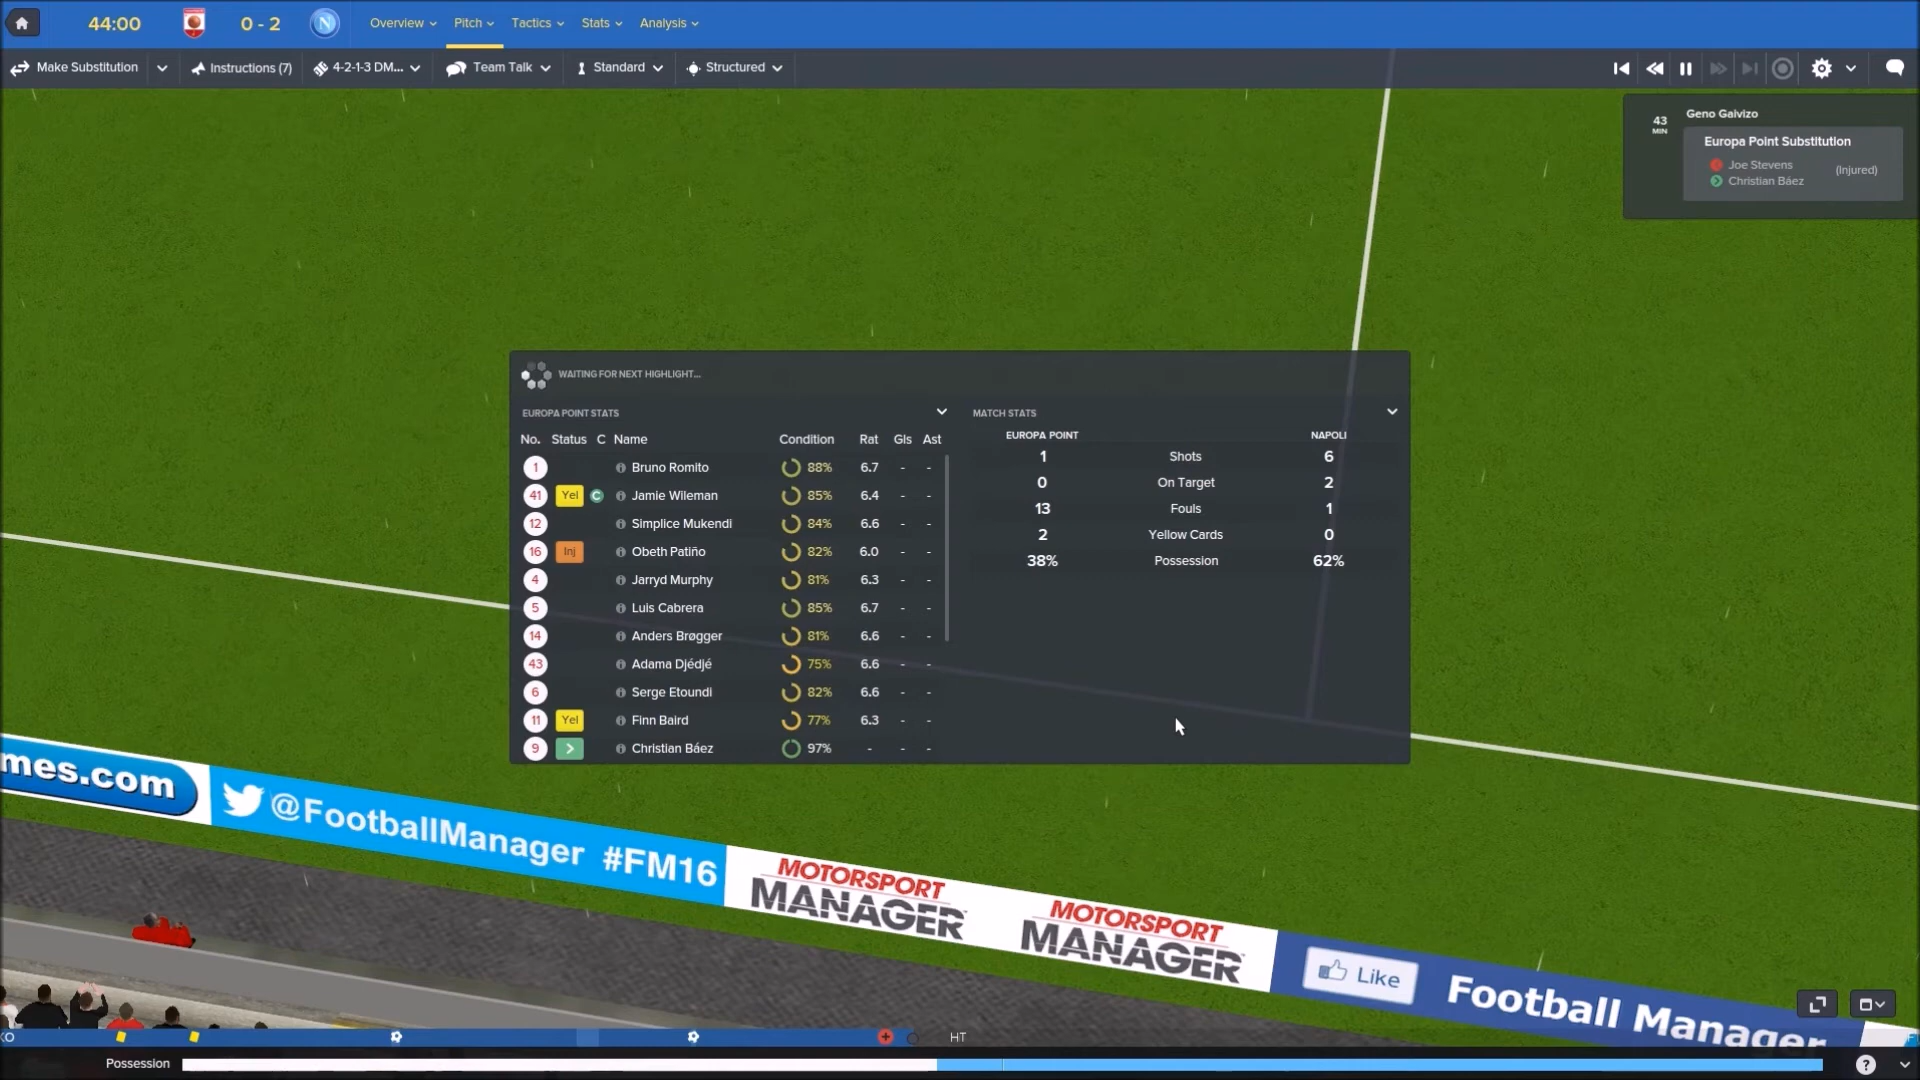 44:00
0 - 2
N
Overview
Pitch
Tactics
Stats
Analysis
Make Substitution
Instructions (7)
4-2-1-3 DM...
Team Talk
Standard
Structured
43
MIN
Geno Galvizo
Europa Point Substitution
Joe Stevens
Christian Báez
(Injured)
WAITING FOR NEXT HIGHLIGHT...
EUROPA POINT STATS
No. Status C Name Condition Rat Gls Ast
1 Bruno Romito 88% 6.7 - -
41 Yel C Jamie Wileman 85% 6.4 - -
12 Simplice Mukendi 84% 6.6 - -
16 Inj Obeth Patiño 82% 6.0 - -
4 Jarryd Murphy 81% 6.3 - -
5 Luis Cabrera 85% 6.7 - -
14 Anders Brøgger 81% 6.6 - -
43 Adama Djédjé 75% 6.6 - -
6 Serge Etoundi 82% 6.6 - -
11 Yel Finn Baird 77% 6.3 - -
9 Christian Báez 97% - - -
MATCH STATS
EUROPA POINT NAPOLI
1 Shots 6
0 On Target 2
13 Fouls 1
2 Yellow Cards 0
38% Possession 62%
mes.com
@FootballManager #FM16
MOTORSPORT
MANAGER
MOTORSPORT
MANAGER
Like
Football Manager
KO
HT
Possession
?